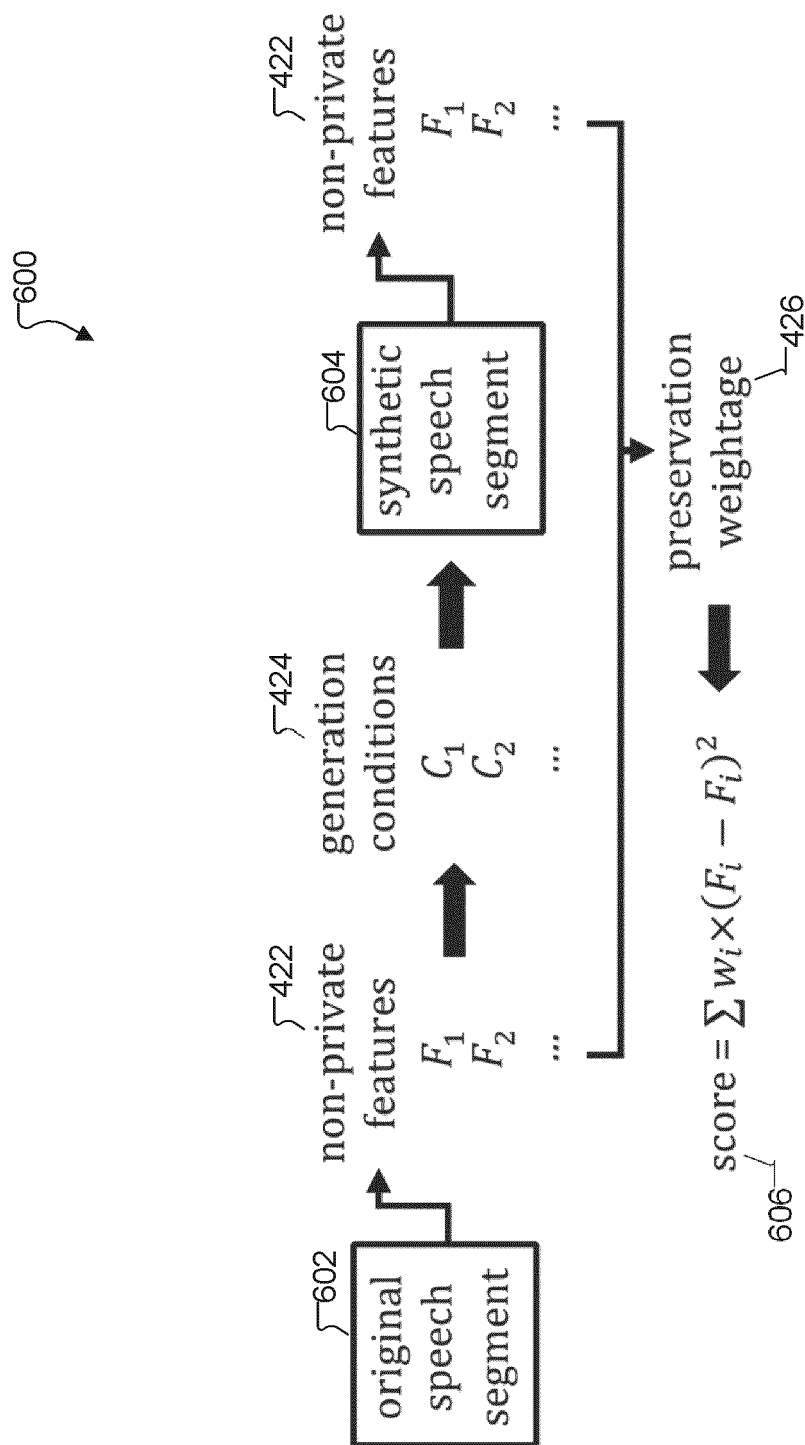 600
602
original
speech
segment
422
non-private
features
F₁
F₂
...
424
generation
conditions
C₁
C₂
...
604
synthetic
speech
segment
422
non-private
features
F₁
F₂
...
preservation
weightage
426
score = ∑ wᵢ×(Fᵢ − Fᵢ)²
606